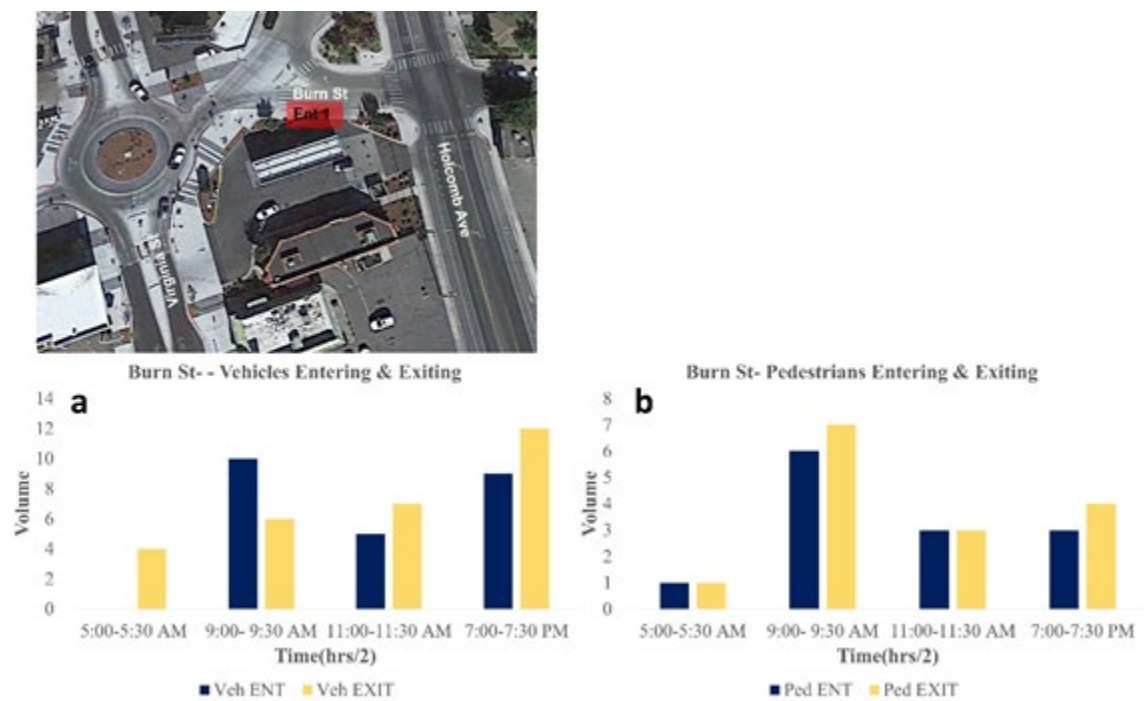 Burn St
Ent 1
Holcomb Ave
Virginia St
Burn St- - Vehicles Entering & Exiting
a
14
12
10
8
6
4
2
0
Volume
5:00-5:30 AM 9:00- 9:30 AM 11:00-11:30 AM 7:00-7:30 PM
Time(hrs/2)
Veh ENT Veh EXIT
Burn St- Pedestrians Entering & Exiting
b
8
7
6
5
4
3
2
1
0
Volume
5:00-5:30 AM 9:00- 9:30 AM 11:00-11:30 AM 7:00-7:30 PM
Time(hrs/2)
Ped ENT Ped EXIT